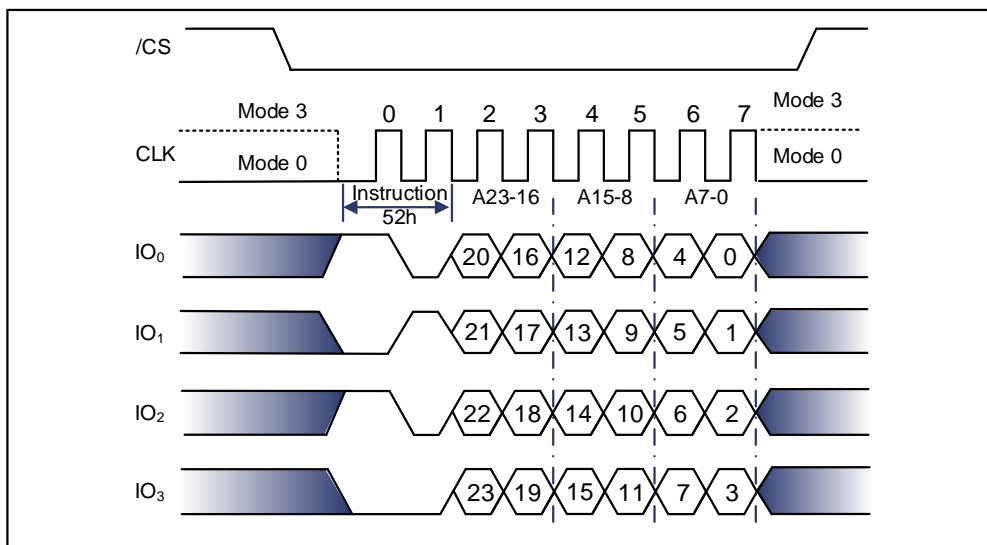 /CS
Mode 3 0 1 2 3 4 5 6 7 Mode 3
CLK Mode 0 Mode 0
Instruction A23-16 A15-8 A7-0
52h
IO₀ 20 16 12 8 4 0
IO₁ 21 17 13 9 5 1
IO₂ 22 18 14 10 6 2
IO₃ 23 19 15 11 7 3